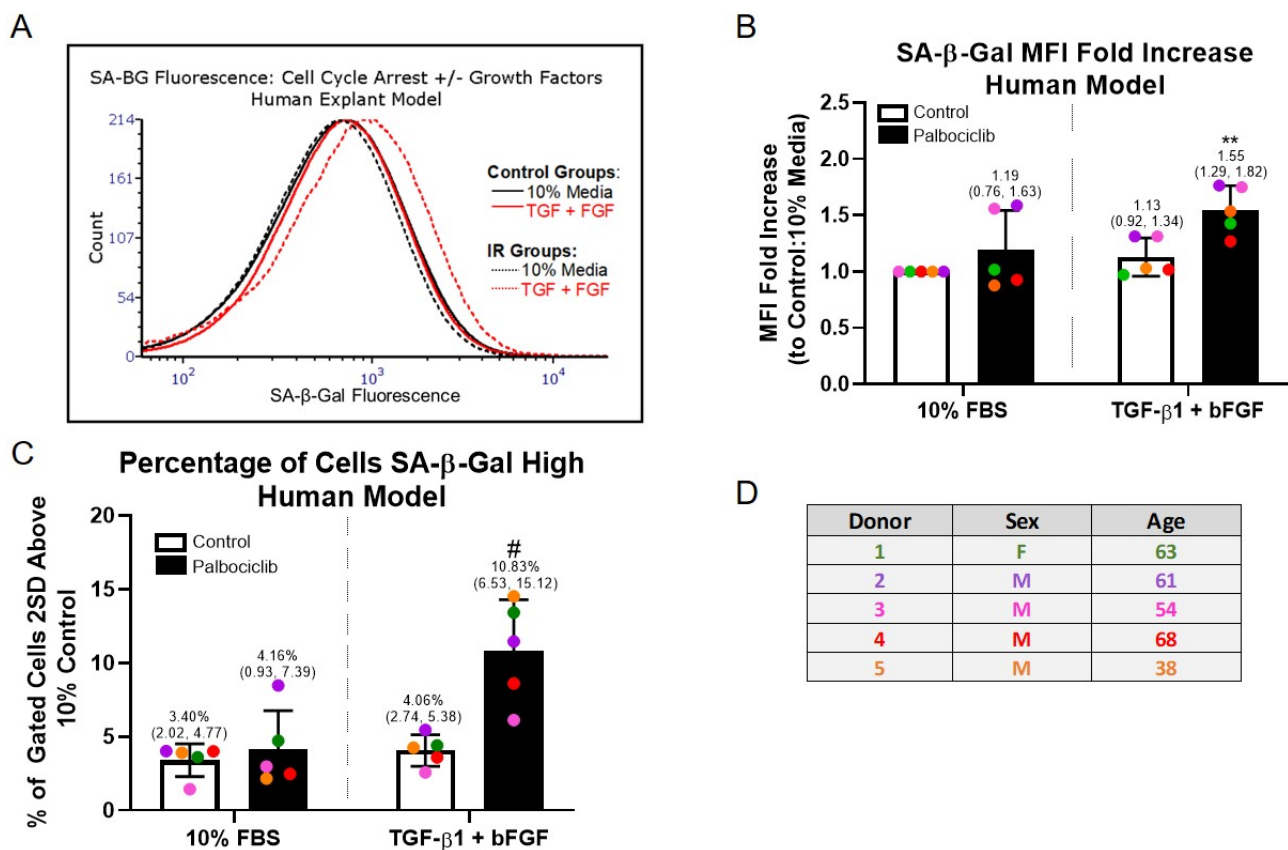 A
SA-BG Fluorescence: Cell Cycle Arrest +/- Growth Factors
Human Explant Model
214
161
107
54
0
Count
10²
10³
10⁴
SA-β-Gal Fluorescence
Control Groups:
10% Media
TGF + FGF
IR Groups:
10% Media
TGF + FGF
B
SA-β-Gal MFI Fold Increase
Human Model
MFI Fold Increase
(to Control:10% Media)
2.5
2.0
1.5
1.0
0.5
0.0
Control
Palbociclib
1.19
(0.76, 1.63)
1.13
(0.92, 1.34)
**
1.55
(1.29, 1.82)
10% FBS
TGF-β1 + bFGF
C
Percentage of Cells SA-β-Gal High
Human Model
% of Gated Cells 2SD Above
10% Control
20
15
10
5
0
Control
Palbociclib
3.40%
(2.02, 4.77)
4.16%
(0.93, 7.39)
4.06%
(2.74, 5.38)
#
10.83%
(6.53, 15.12)
10% FBS
TGF-β1 + bFGF
D
Donor Sex Age
1 F 63
2 M 61
3 M 54
4 M 68
5 M 38